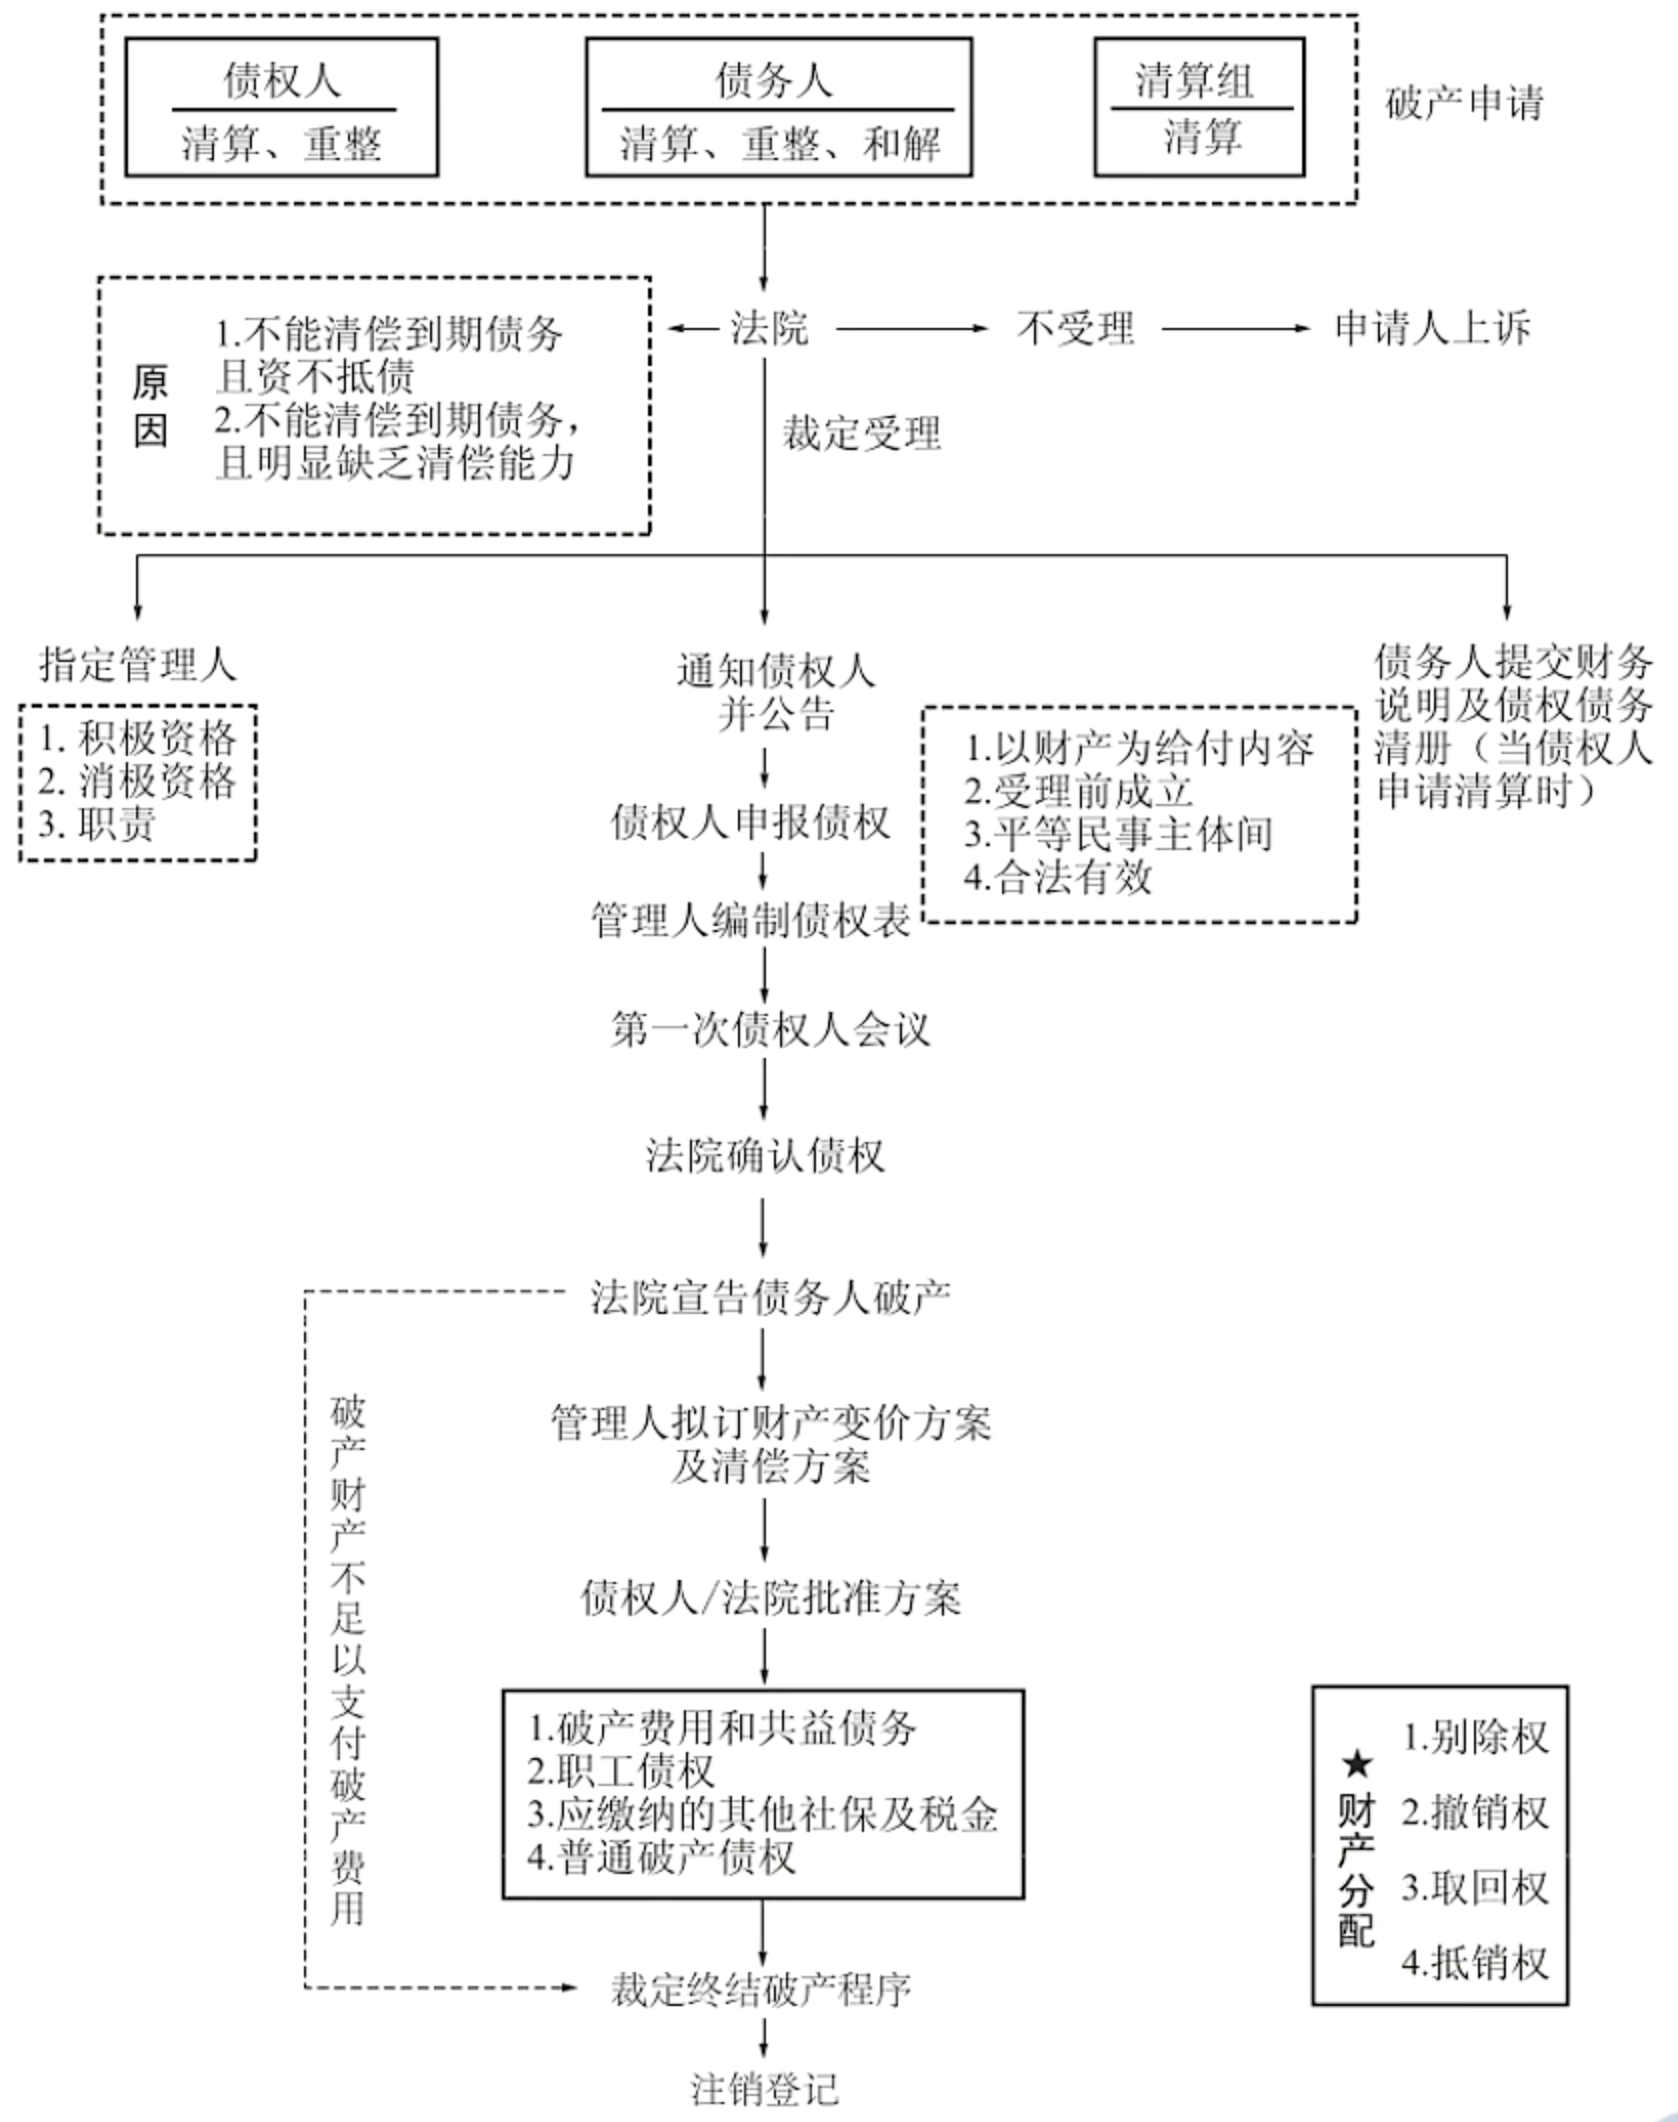 债权人
清算、重整
债务人
清算、重整、和解
清算组
清算
破产申请
原因
1.不能清偿到期债务
且资不抵债
2.不能清偿到期债务，
且明显缺乏清偿能力
法院
不受理
申请人上诉
裁定受理
指定管理人
1. 积极资格
2. 消极资格
3. 职责
通知债权人
并公告
债务人提交财务
说明及债权债务
清册（当债权人
申请清算时）
债权人申报债权
1.以财产为给付内容
2.受理前成立
3.平等民事主体间
4.合法有效
管理人编制债权表
第一次债权人会议
法院确认债权
法院宣告债务人破产
破产财产不足以支付破产费用
管理人拟订财产变价方案
及清偿方案
债权人/法院批准方案
1.破产费用和共益债务
2.职工债权
3.应缴纳的其他社保及税金
4.普通破产债权
★财产分配
1.别除权
2.撤销权
3.取回权
4.抵销权
裁定终结破产程序
注销登记